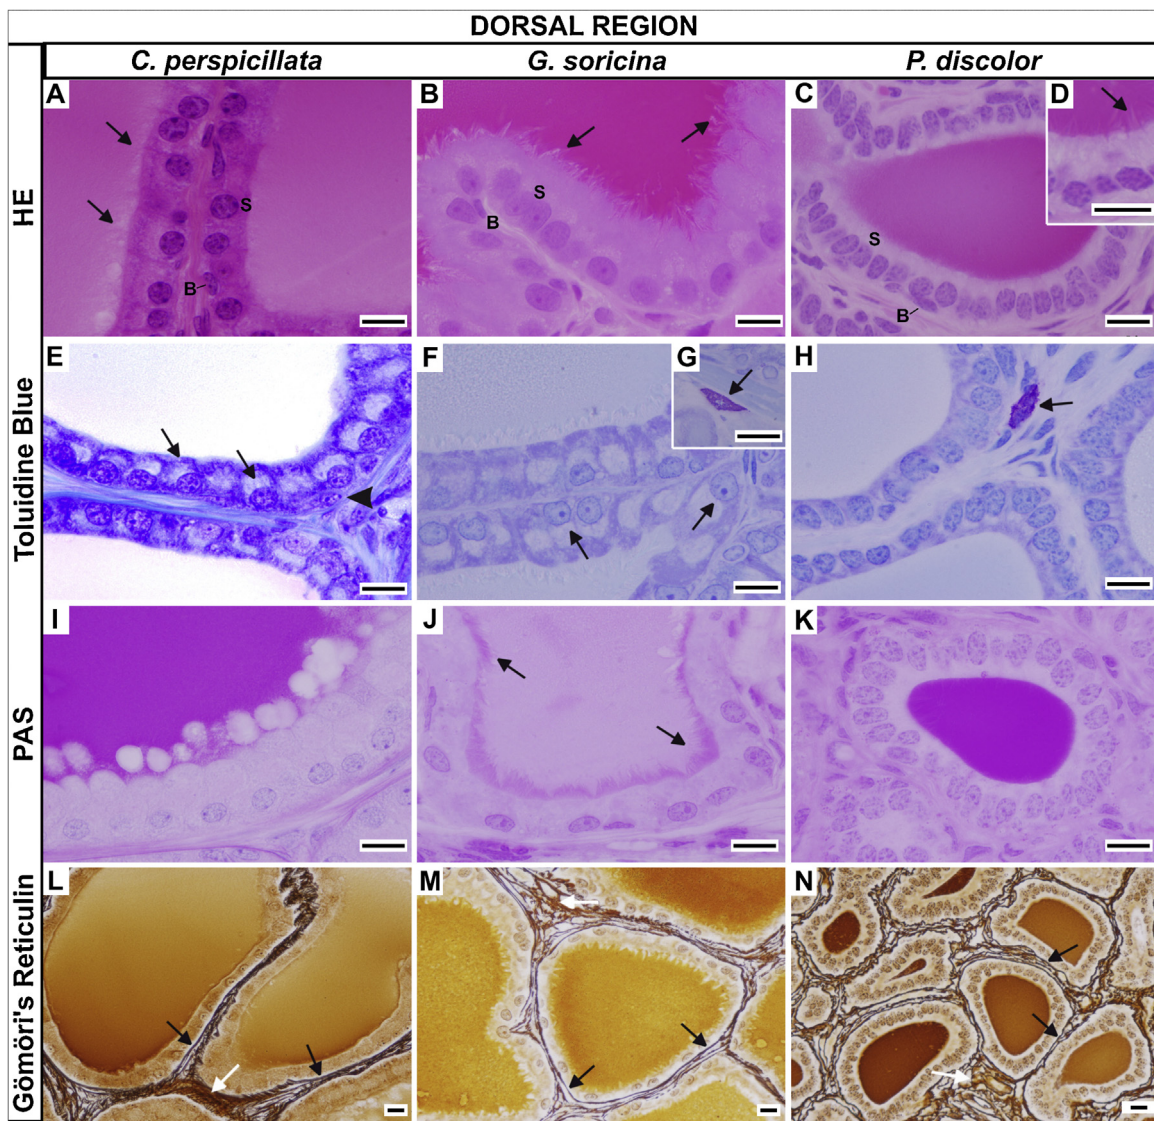 DORSAL REGION
C. perspicillata G. soricina P. discolor
HE
A B C D
S S S
B B B
Toluidine Blue
E F G H
PAS
I J K
Gömöri's Reticulin
L M N